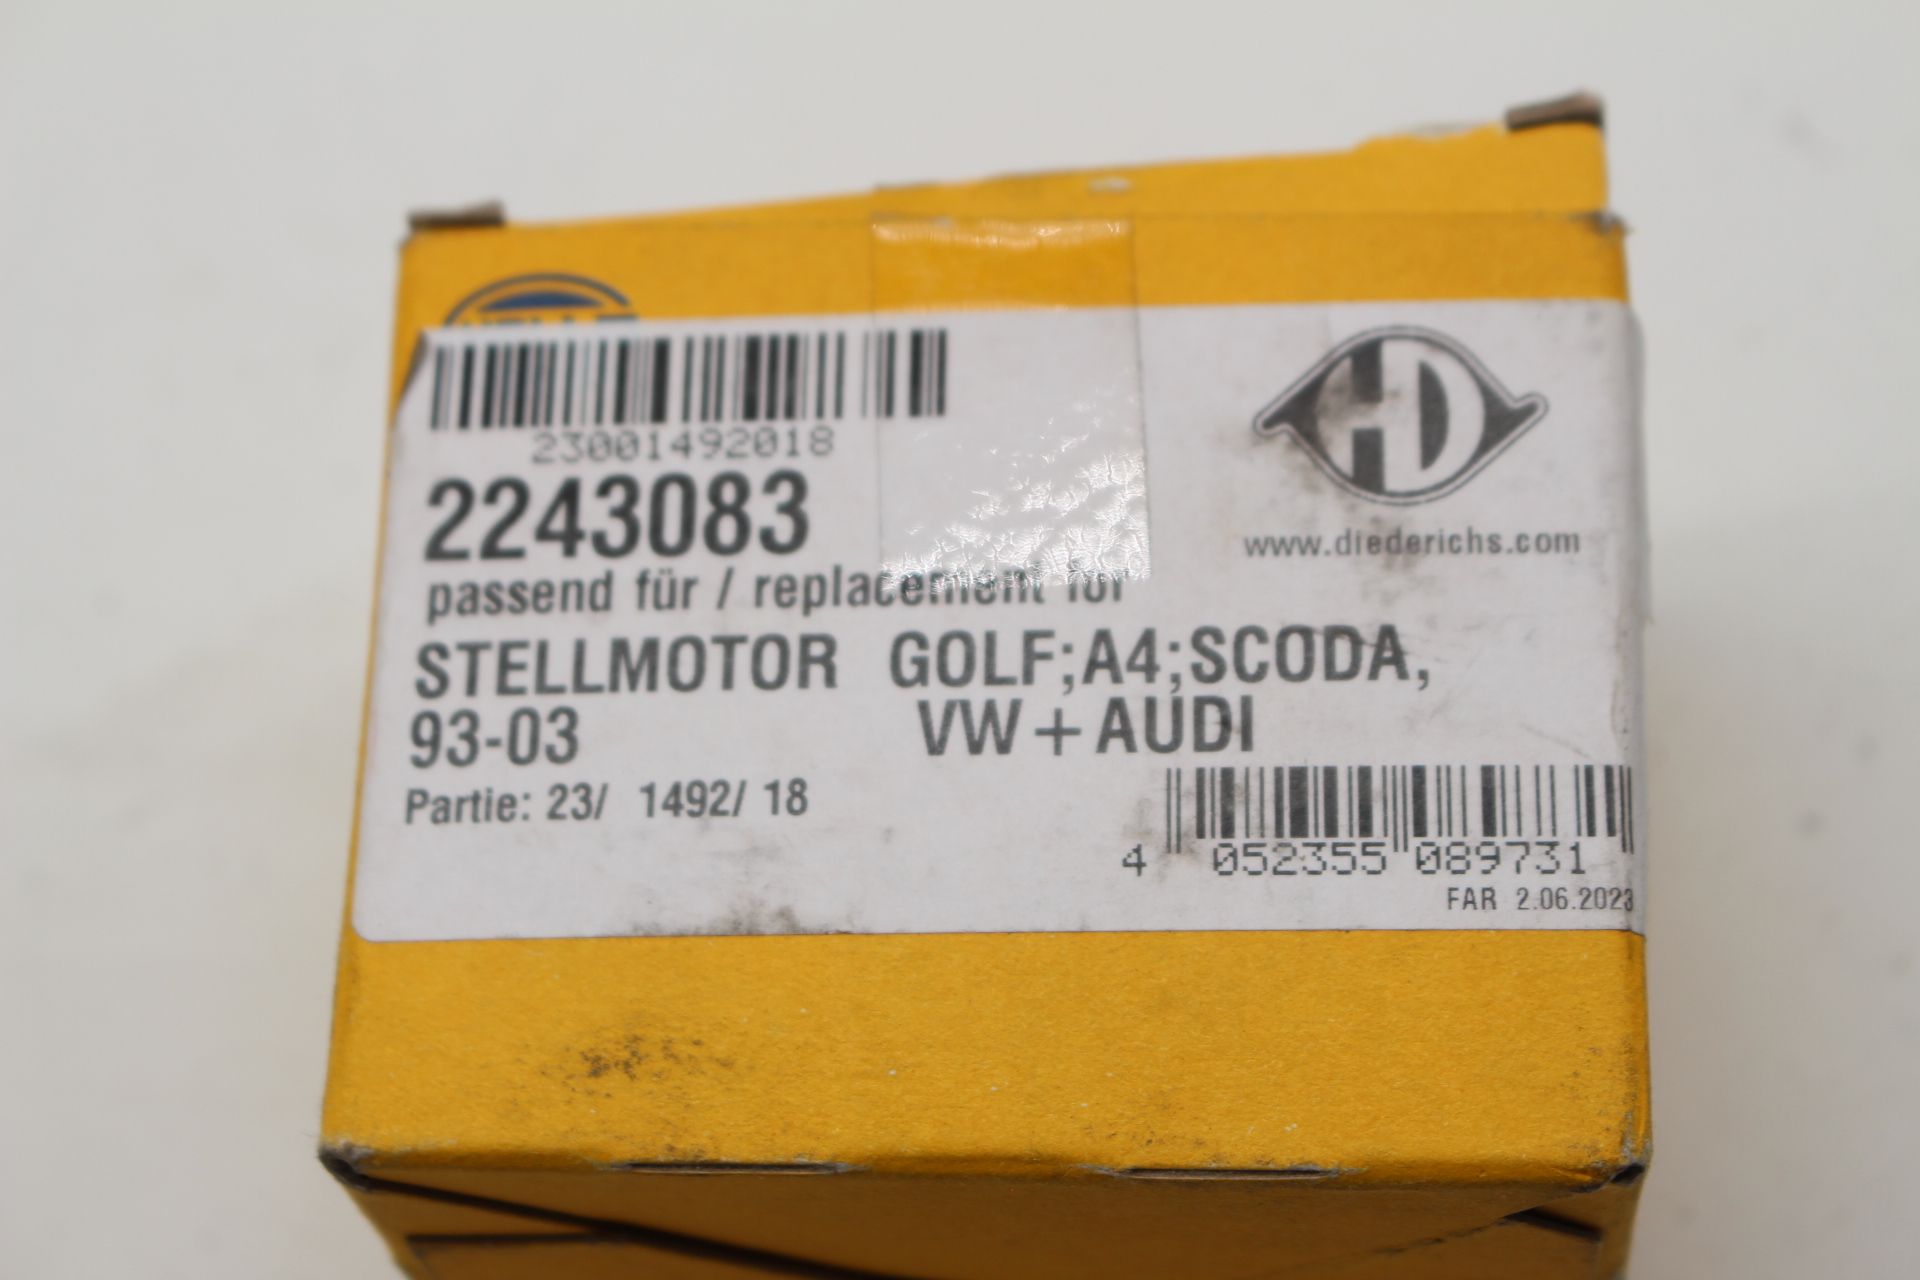 23001492018
2243083
HD
www.diederichs.com
passend für / replacement for
STELLMOTOR GOLF;A4;SCODA,
93-03 VW+AUDI
Partie: 23/ 1492/ 18
4 052355 089731
FAR 2.06.2023